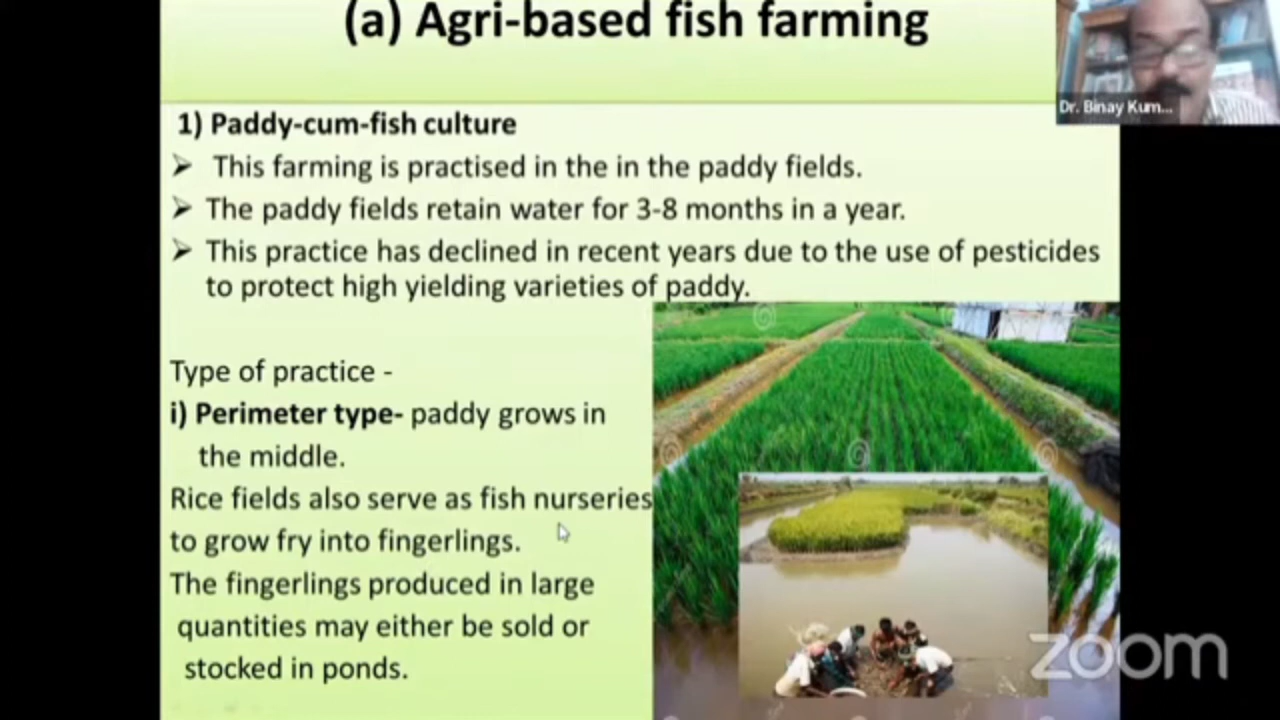 (a) Agri-based fish farming
Dr. Binay Kum...
1) Paddy-cum-fish culture
➢ This farming is practised in the in the paddy fields.
➢ The paddy fields retain water for 3-8 months in a year.
➢ This practice has declined in recent years due to the use of pesticides
to protect high yielding varieties of paddy.
Type of practice -
i) Perimeter type- paddy grows in
the middle.
Rice fields also serve as fish nurseries
to grow fry into fingerlings.
The fingerlings produced in large
quantities may either be sold or
stocked in ponds.
zoom